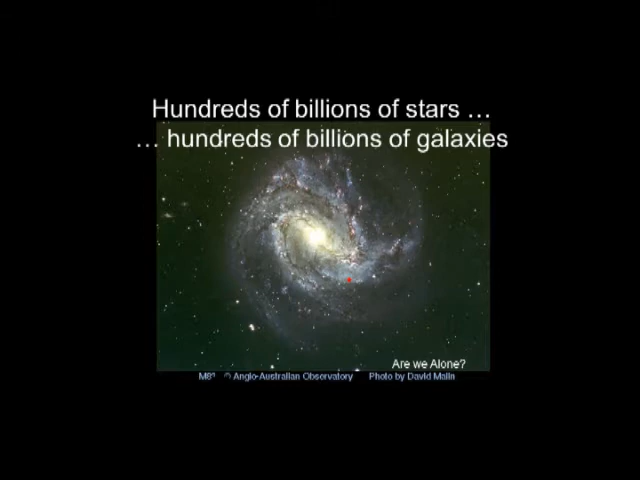 Hundreds of billions of stars …
… hundreds of billions of galaxies
Are we Alone?
© Anglo-Australian Observatory Photo by David Malin